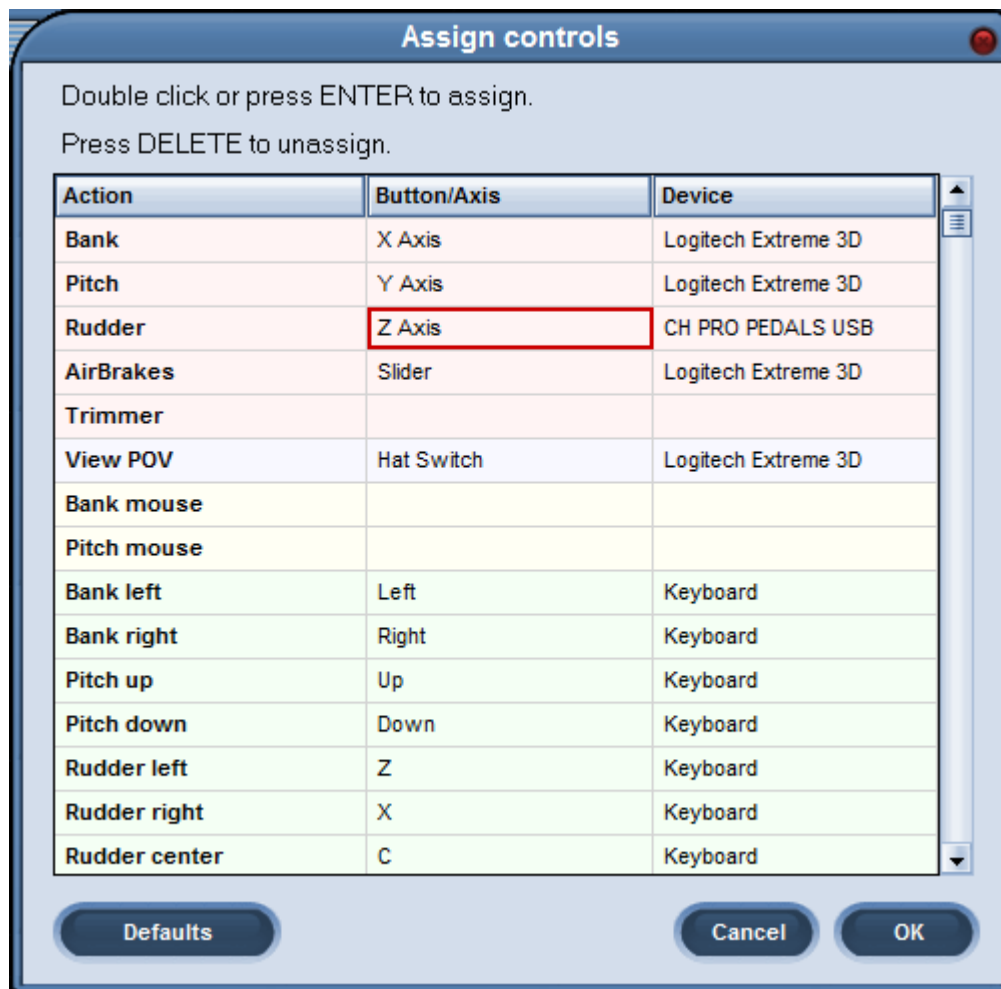 Assign controls
Double click or press ENTER to assign.
Press DELETE to unassign.
Action Button/Axis Device
Bank X Axis Logitech Extreme 3D
Pitch Y Axis Logitech Extreme 3D
Rudder Z Axis CH PRO PEDALS USB
AirBrakes Slider Logitech Extreme 3D
Trimmer
View POV Hat Switch Logitech Extreme 3D
Bank mouse
Pitch mouse
Bank left Left Keyboard
Bank right Right Keyboard
Pitch up Up Keyboard
Pitch down Down Keyboard
Rudder left Z Keyboard
Rudder right X Keyboard
Rudder center C Keyboard
Defaults Cancel OK